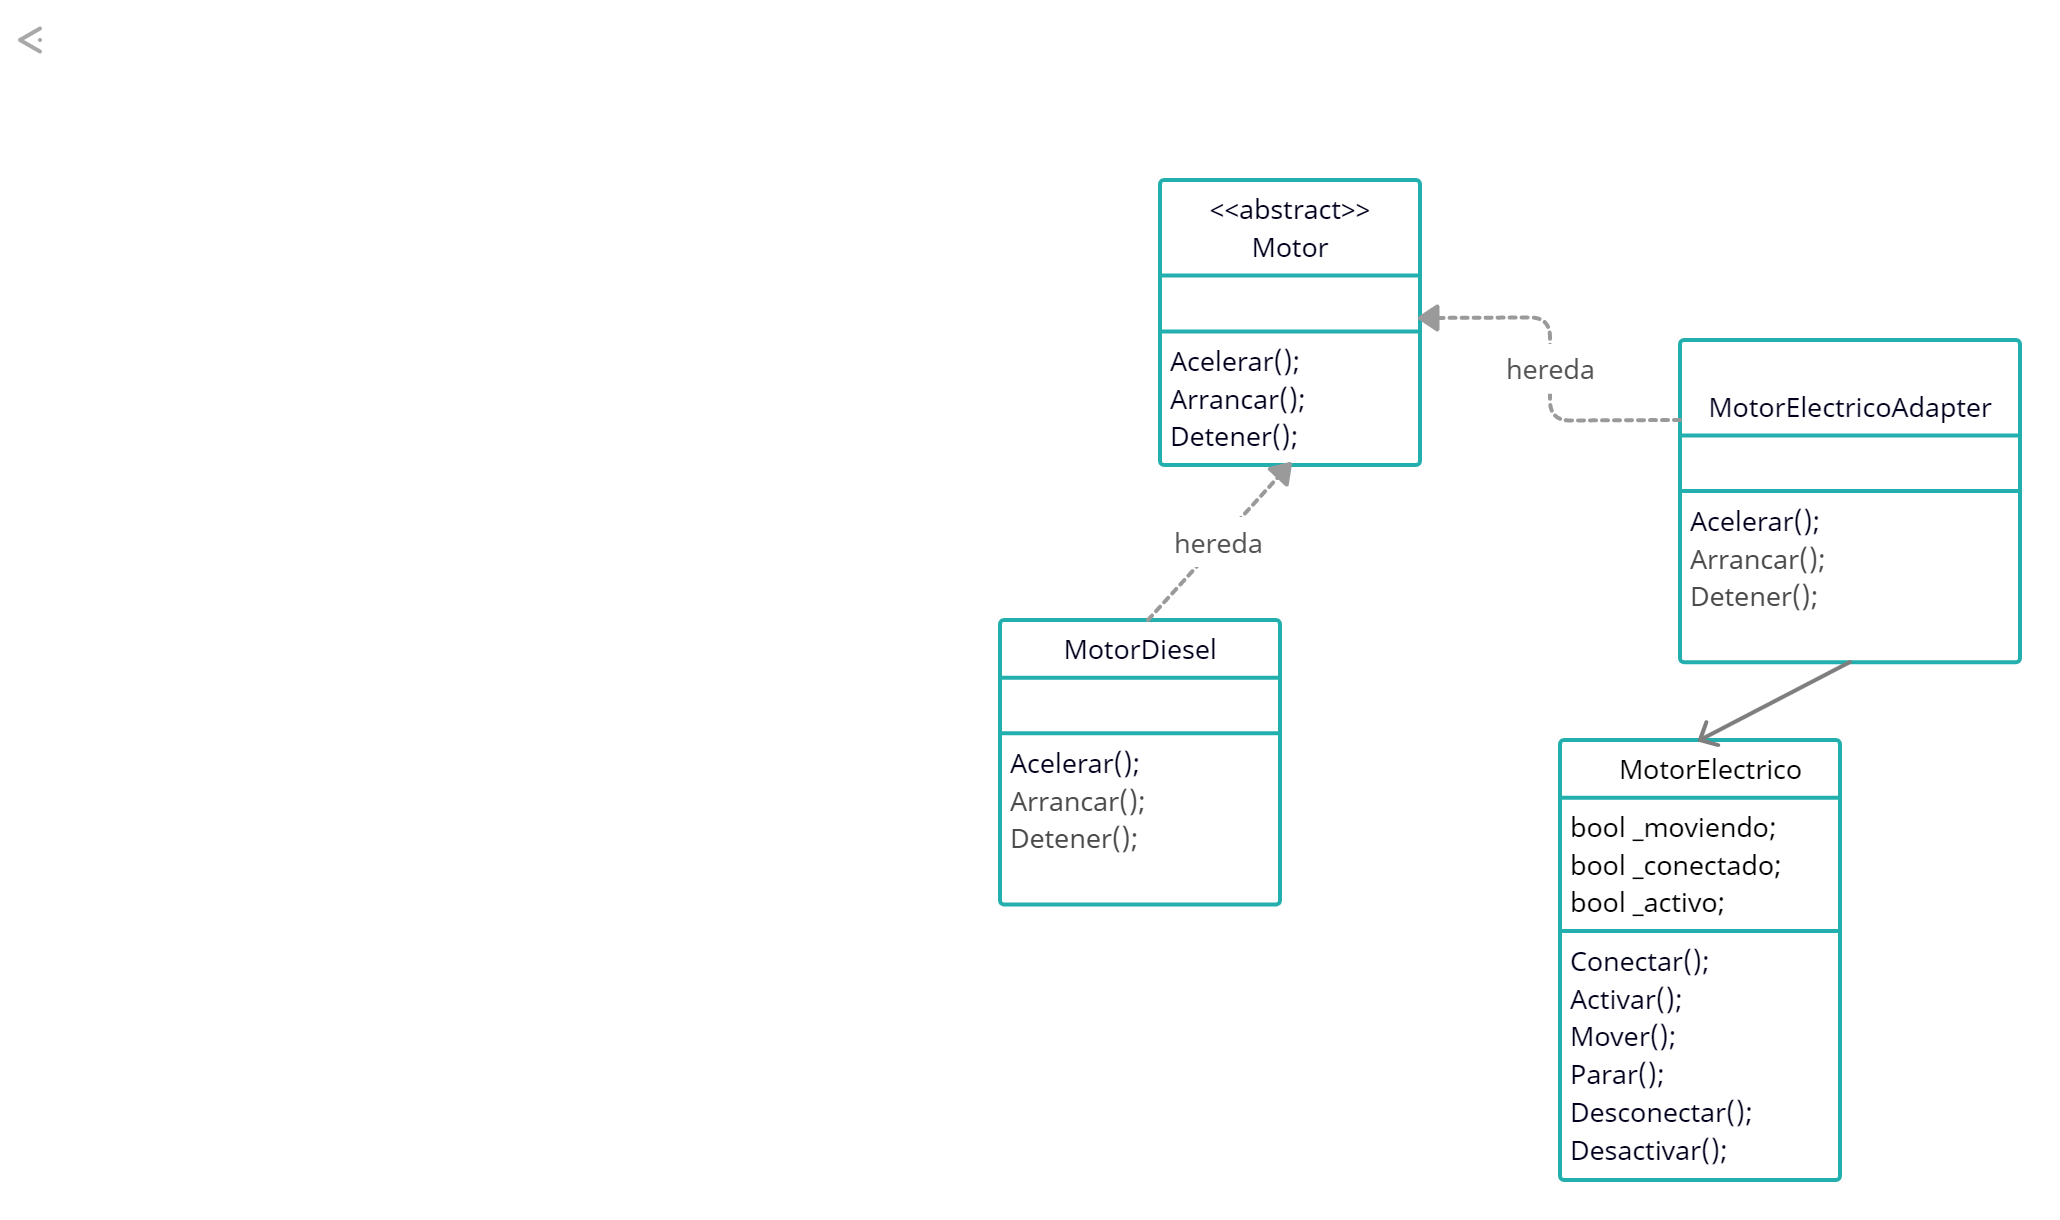 <<abstract>>
Motor
Acelerar();
Arrancar();
Detener();
hereda
MotorElectricoAdapter
Acelerar();
Arrancar();
Detener();
hereda
MotorDiesel
Acelerar();
Arrancar();
Detener();
MotorElectrico
bool _moviendo;
bool _conectado;
bool _activo;
Conectar();
Activar();
Mover();
Parar();
Desconectar();
Desactivar();